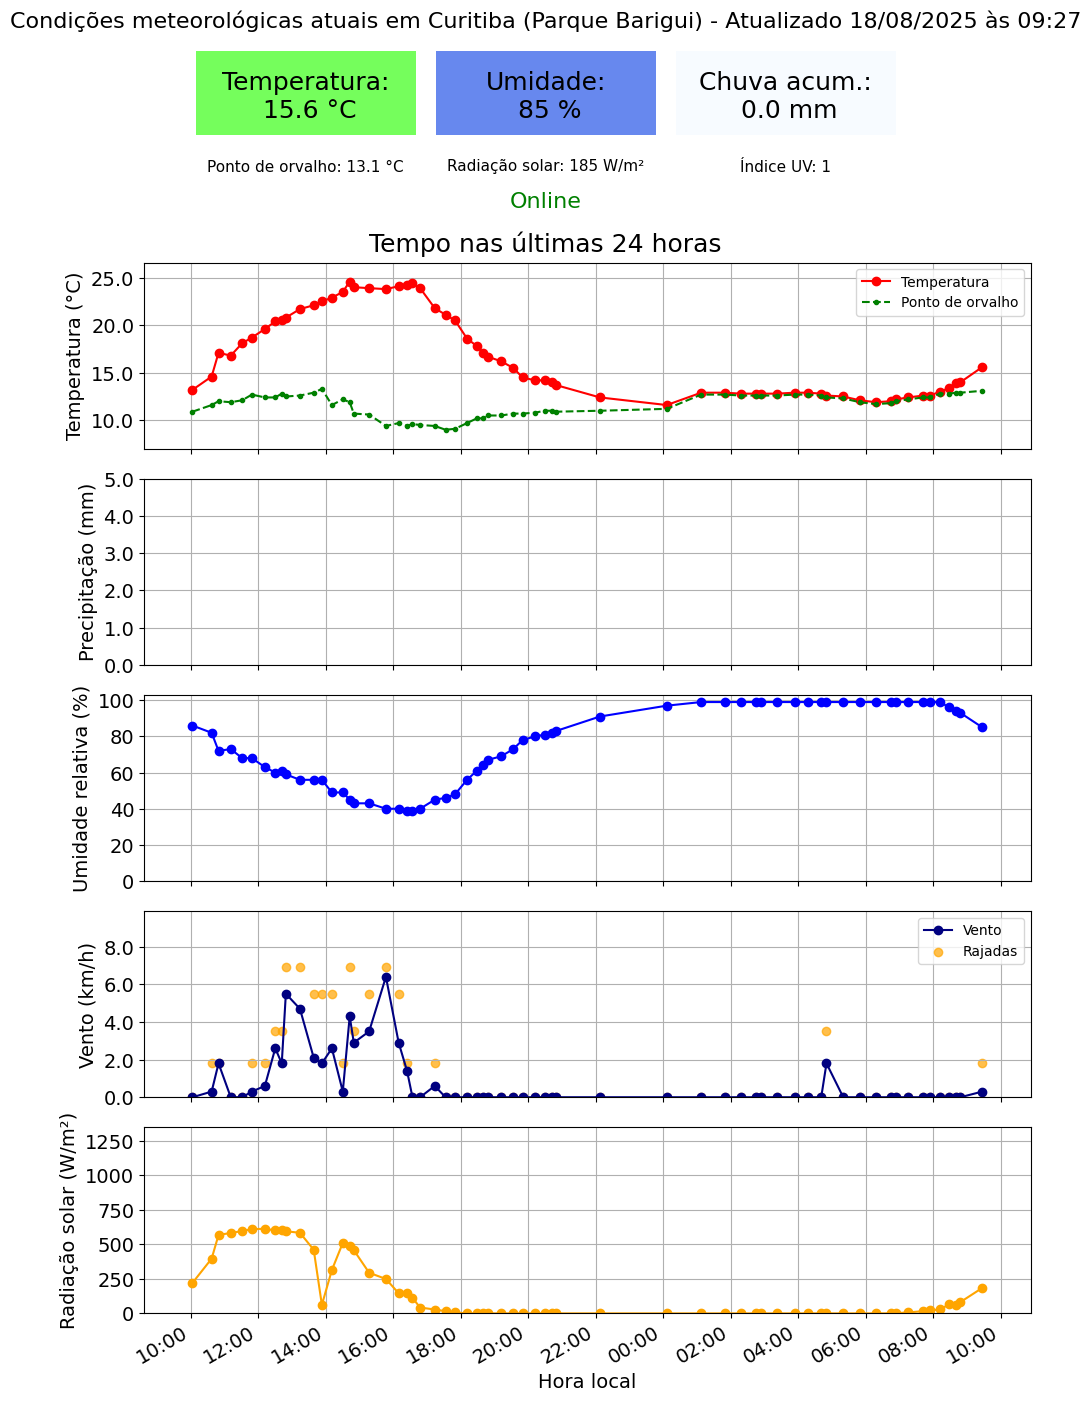 Condições meteorológicas atuais em Curitiba (Parque Barigui) - Atualizado 18/08/2025 às 09:27
Temperatura:
15.6 °C
Umidade:
85 %
Chuva acum.:
0.0 mm
Ponto de orvalho: 13.1 °C
Radiação solar: 185 W/m²
Índice UV: 1
Online
Tempo nas últimas 24 horas
Temperatura (°C)
25.0
20.0
15.0
10.0
Temperatura
Ponto de orvalho
Precipitação (mm)
5.0
4.0
3.0
2.0
1.0
0.0
Umidade relativa (%)
100
80
60
40
20
0
Vento (km/h)
8.0
6.0
4.0
2.0
0.0
Vento
Rajadas
Radiação solar (W/m²)
1250
1000
750
500
250
0
10:00
12:00
14:00
16:00
18:00
20:00
22:00
00:00
02:00
04:00
06:00
08:00
10:00
Hora local